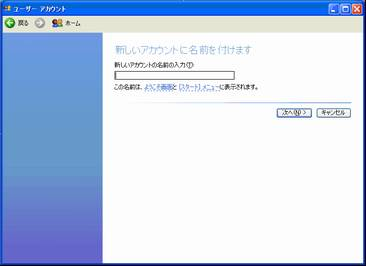 ユーザー アカウント
戻る ホーム
新しいアカウントに名前を付けます
新しいアカウントの名前の入力(T):
この名前は、ようこそ画面と [スタート] メニューに表示されます。
次へ(N) > キャンセル